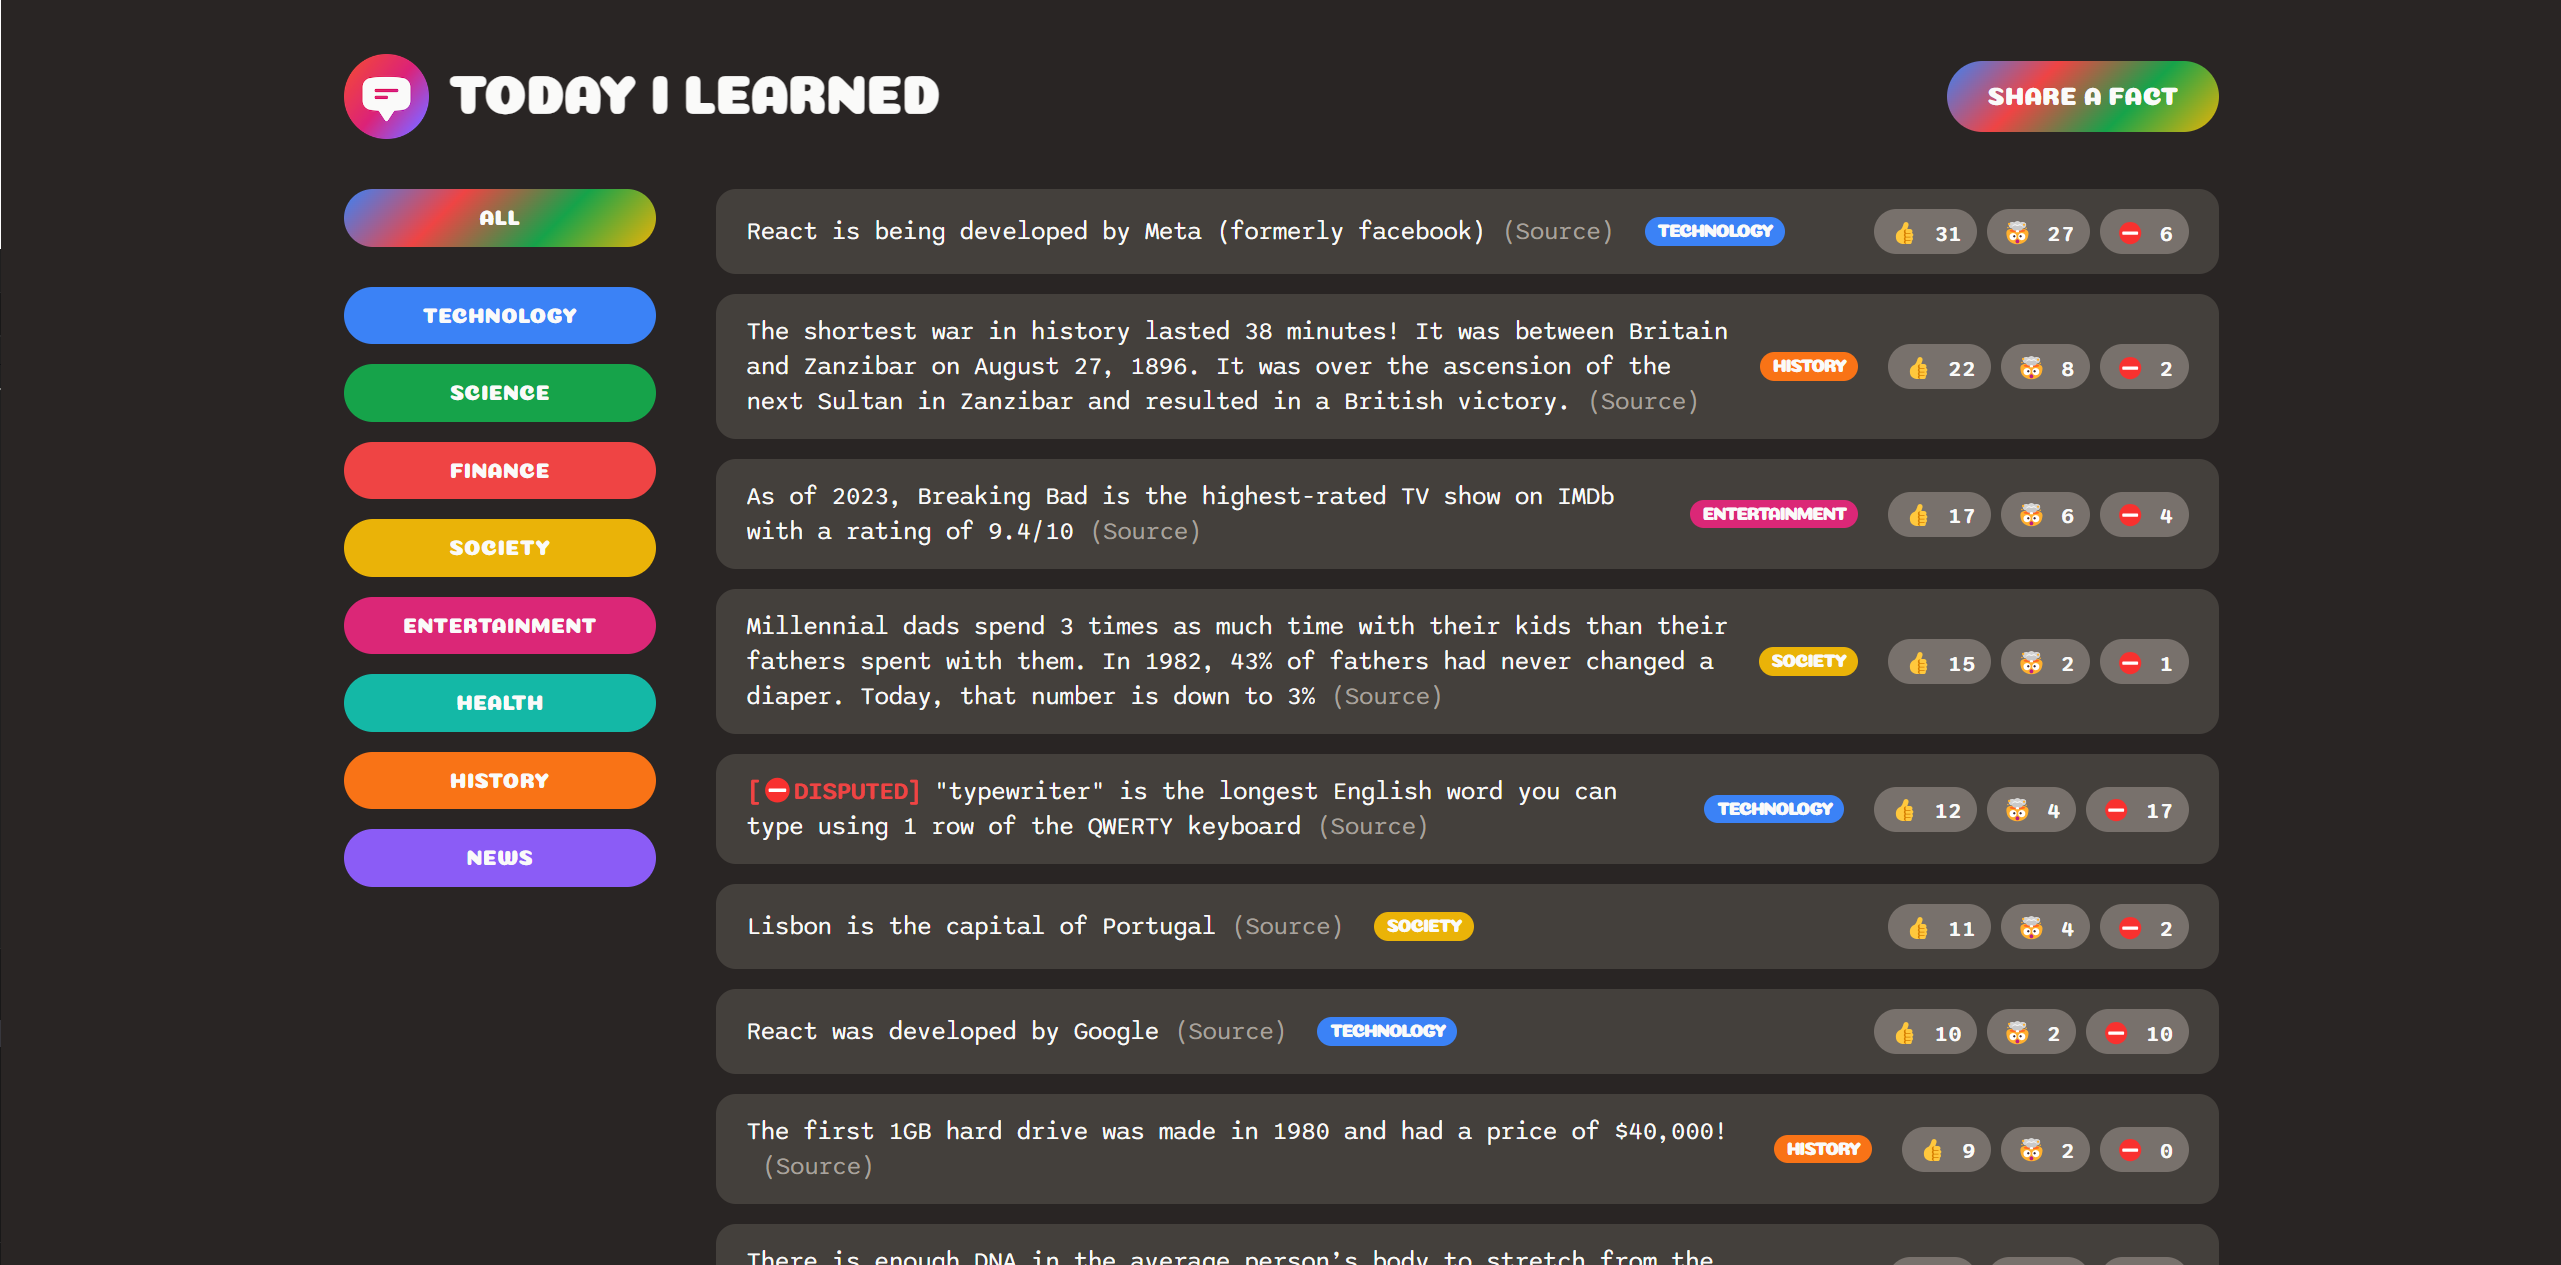 TODAY I LEARNED
SHARE A FACT
ALL
TECHNOLOGY
SCIENCE
FINANCE
SOCIETY
ENTERTAINMENT
HEALTH
HISTORY
NEWS
React is being developed by Meta (formerly facebook) (Source) TECHNOLOGY 👍 31 🤯 27 ⛔ 6
The shortest war in history lasted 38 minutes! It was between Britain
and Zanzibar on August 27, 1896. It was over the ascension of the
next Sultan in Zanzibar and resulted in a British victory. (Source)
HISTORY 👍 22 🤯 8 ⛔ 2
As of 2023, Breaking Bad is the highest-rated TV show on IMDb
with a rating of 9.4/10 (Source)
ENTERTAINMENT 👍 17 🤯 6 ⛔ 4
Millennial dads spend 3 times as much time with their kids than their
fathers spent with them. In 1982, 43% of fathers had never changed a
diaper. Today, that number is down to 3% (Source)
SOCIETY 👍 15 🤯 2 ⛔ 1
[⛔DISPUTED] "typewriter" is the longest English word you can
type using 1 row of the QWERTY keyboard (Source)
TECHNOLOGY 👍 12 🤯 4 ⛔ 17
Lisbon is the capital of Portugal (Source) SOCIETY 👍 11 🤯 4 ⛔ 2
React was developed by Google (Source) TECHNOLOGY 👍 10 🤯 2 ⛔ 10
The first 1GB hard drive was made in 1980 and had a price of $40,000!
(Source)
HISTORY 👍 9 🤯 2 ⛔ 0
There is enough DNA in the average person's body to stretch from the